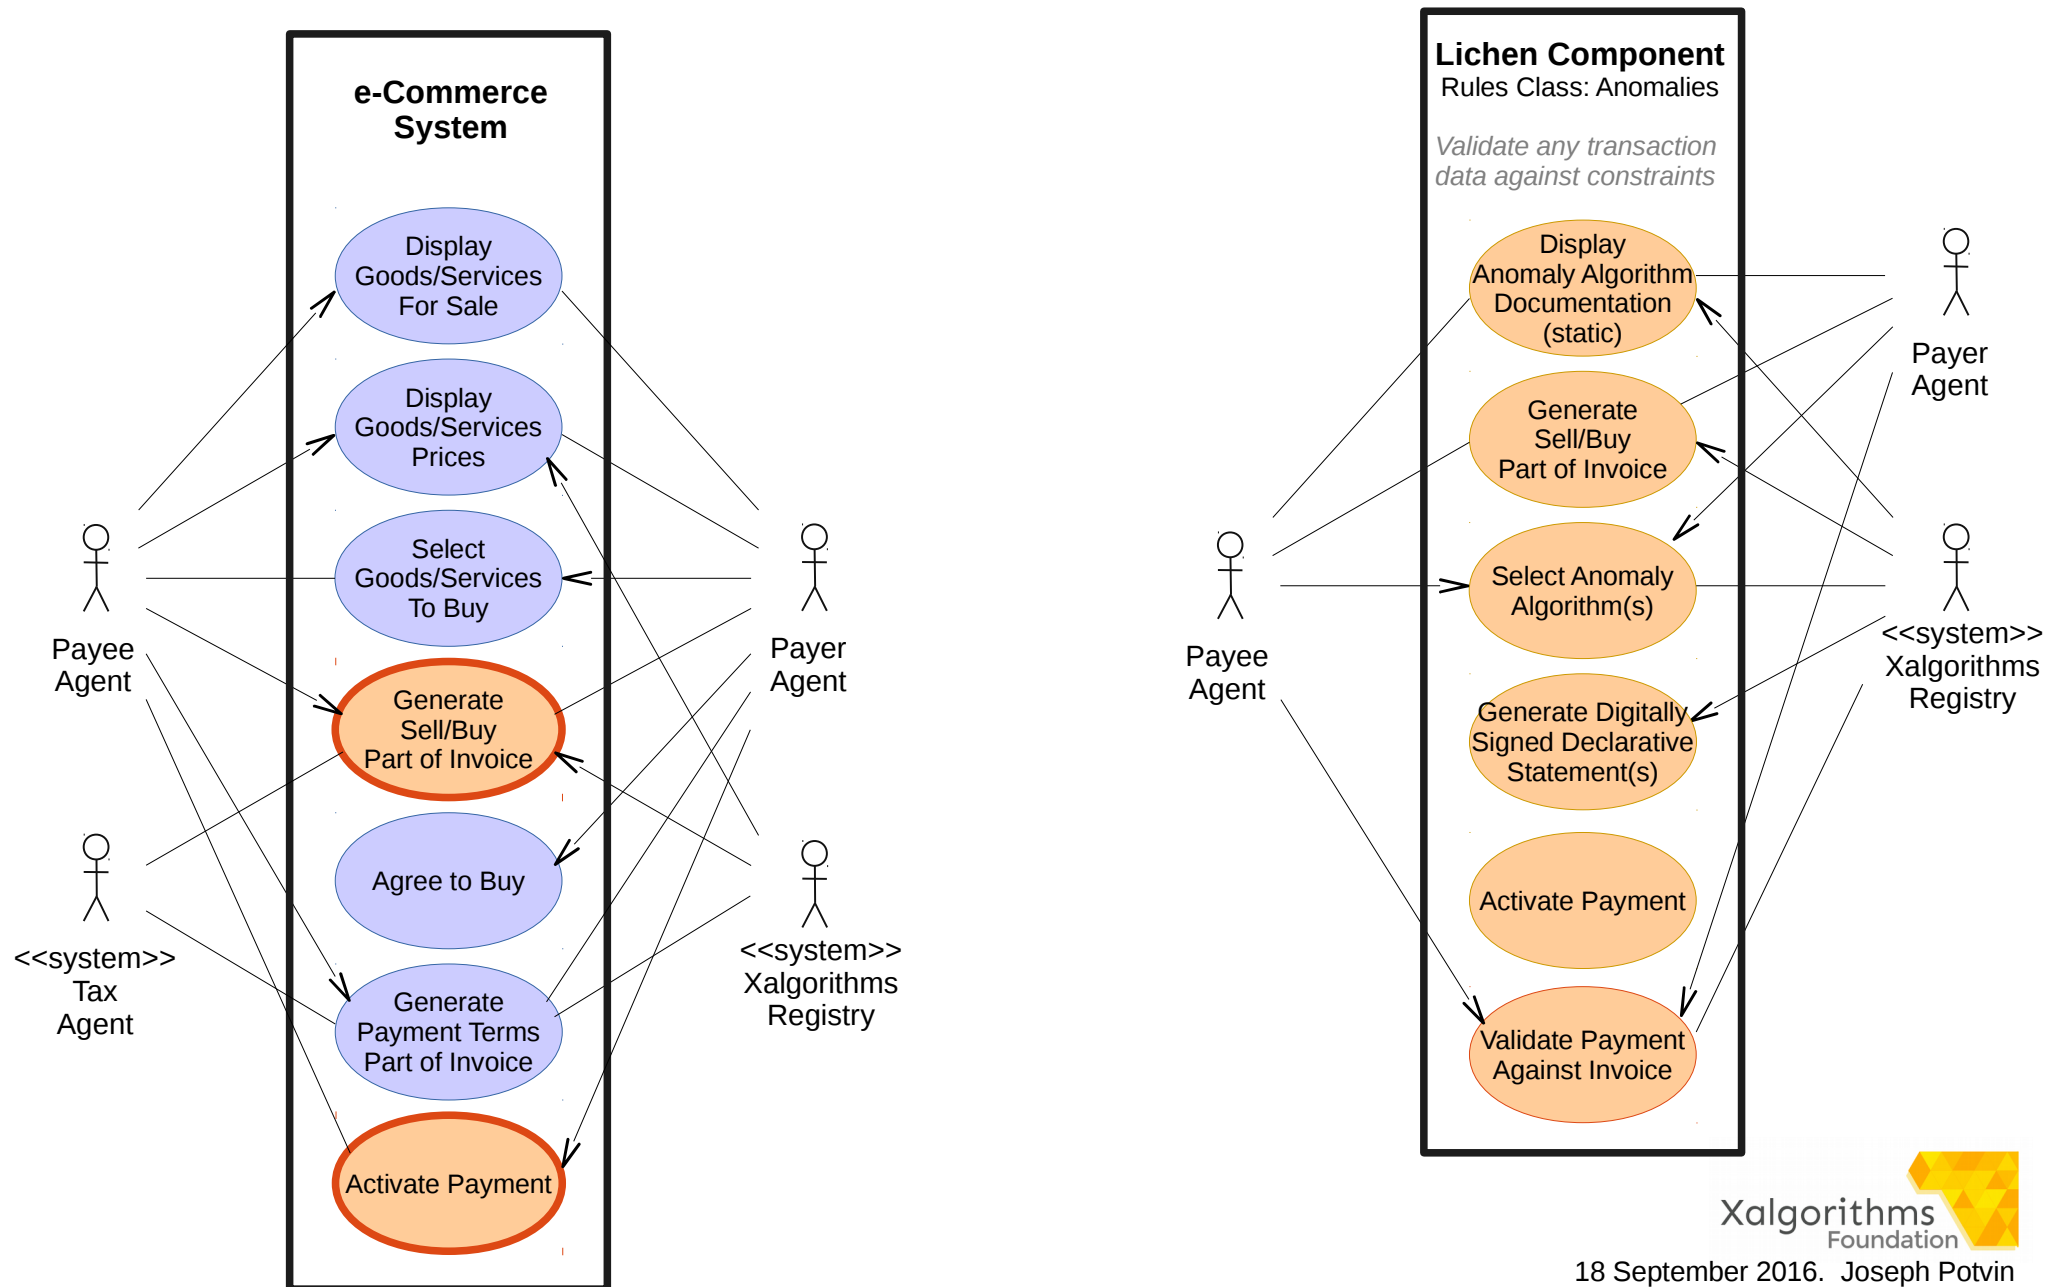 e-Commerce
System
Display
Goods/Services
For Sale
Display
Goods/Services
Prices
Select
Goods/Services
To Buy
Generate
Sell/Buy
Part of Invoice
Agree to Buy
Generate
Payment Terms
Part of Invoice
Activate Payment
Payee
Agent
<<system>>
Tax
Agent
Payer
Agent
<<system>>
Xalgorithms
Registry
Lichen Component
Rules Class: Anomalies
Validate any transaction
data against constraints
Display
Anomaly Algorithm
Documentation
(static)
Generate
Sell/Buy
Part of Invoice
Select Anomaly
Algorithm(s)
Generate Digitally
Signed Declarative
Statement(s)
Activate Payment
Validate Payment
Against Invoice
Payee
Agent
Payer
Agent
<<system>>
Xalgorithms
Registry
Xalgorithms
Foundation
18 September 2016.  Joseph Potvin